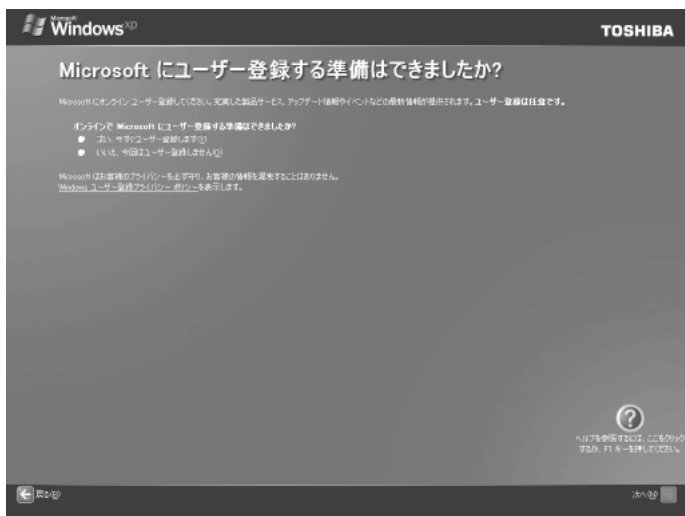 Microsoft
Windows xp
TOSHIBA
Microsoft にユーザー登録する準備はできましたか?
Microsoft にオンライン ユーザー登録してください。充実した製品サービス、アップデート情報やイベントなどの最新情報が提供されます。ユーザー登録は任意です。
オンラインで Microsoft にユーザー登録する準備はできましたか?
はい、今すぐユーザー登録します(Y)
いいえ、今回はユーザー登録しません(O)
Microsoft はお客様のプライバシーを必ず守り、お客様の情報を漏洩することはありません。
Windows ユーザー登録プライバシー ポリシーを表示します。
ヘルプを参照するには、ここをクリック
するか、F1 キーを押してください。
戻る(B)
次へ(N)